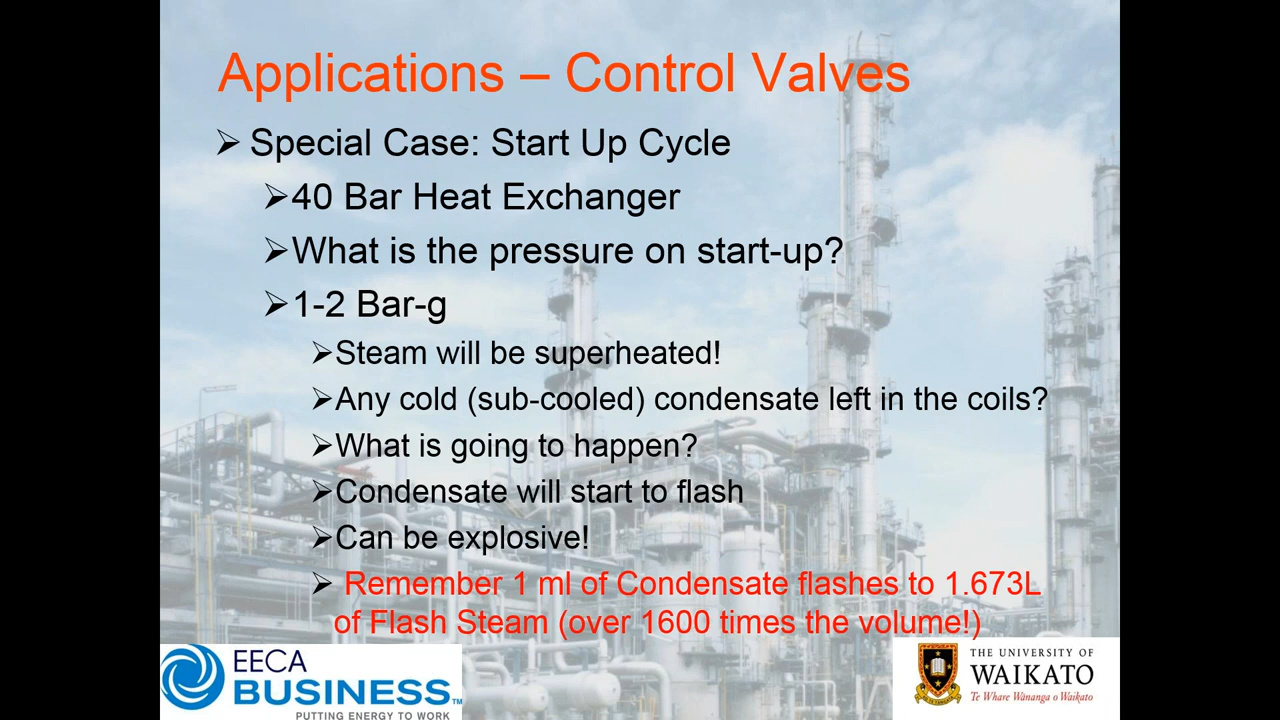 Applications – Control Valves
➢ Special Case: Start Up Cycle
➢40 Bar Heat Exchanger
➢What is the pressure on start-up?
➢1-2 Bar-g
➢Steam will be superheated!
➢Any cold (sub-cooled) condensate left in the coils?
➢What is going to happen?
➢Condensate will start to flash
➢Can be explosive!
➢ Remember 1 ml of Condensate flashes to 1.673L
of Flash Steam (over 1600 times the volume!)
EECA
BUSINESS™
PUTTING ENERGY TO WORK
THE UNIVERSITY OF
WAIKATO
Te Whare Wānanga o Waikato